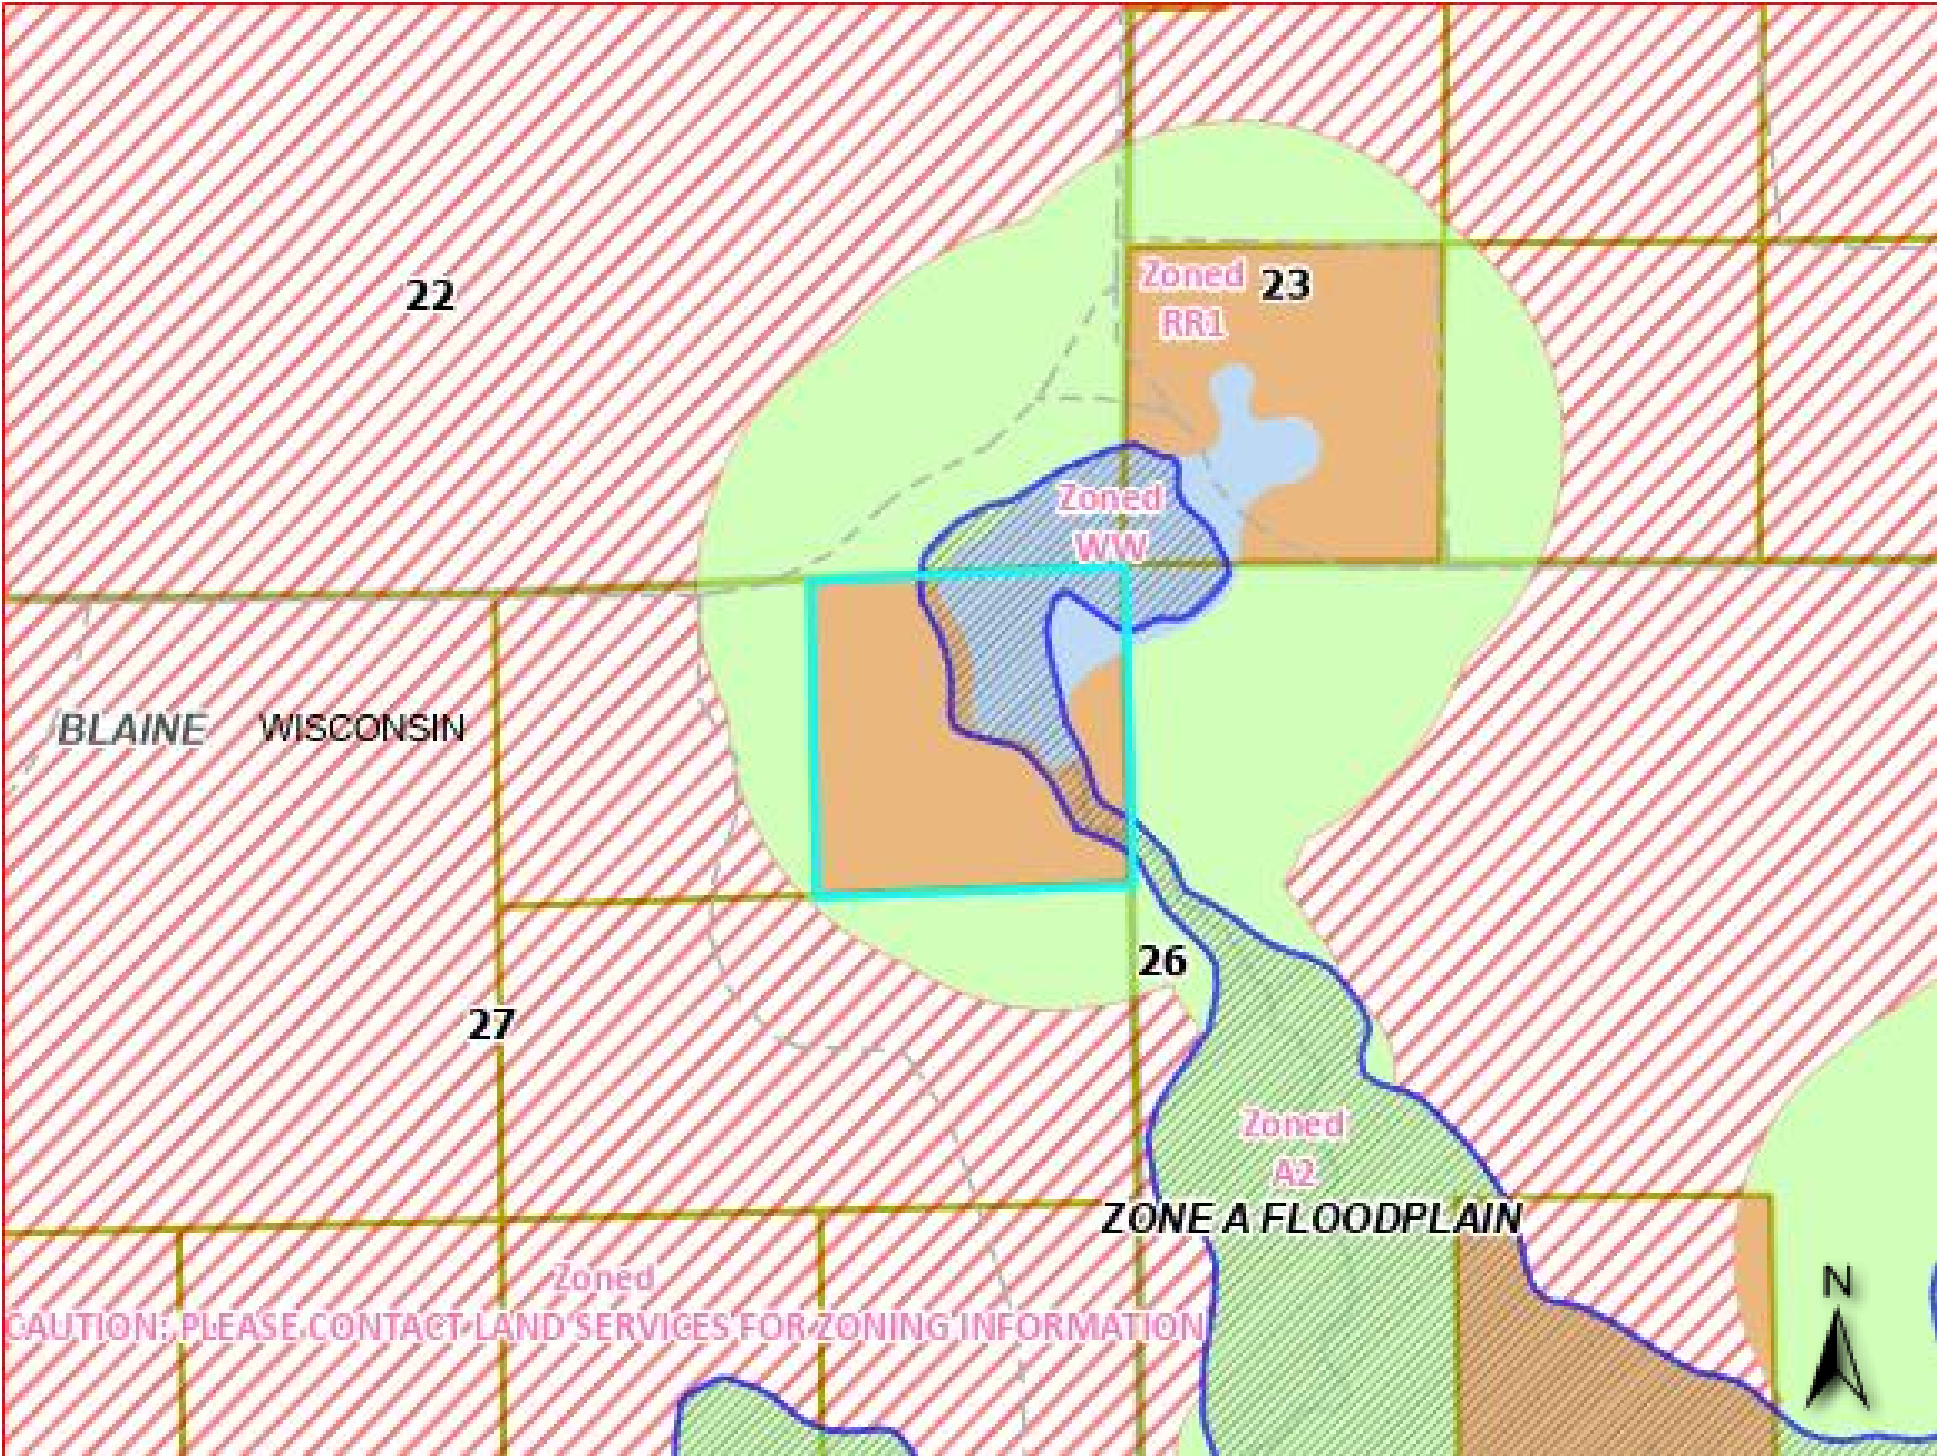 Zoned 23
RR1
22
Zoned
WW
BLAINE WISCONSIN
26
27
Zoned
A2
ZONE A FLOODPLAIN
Zoned
CAUTION: PLEASE CONTACT LAND SERVICES FOR ZONING INFORMATION
N